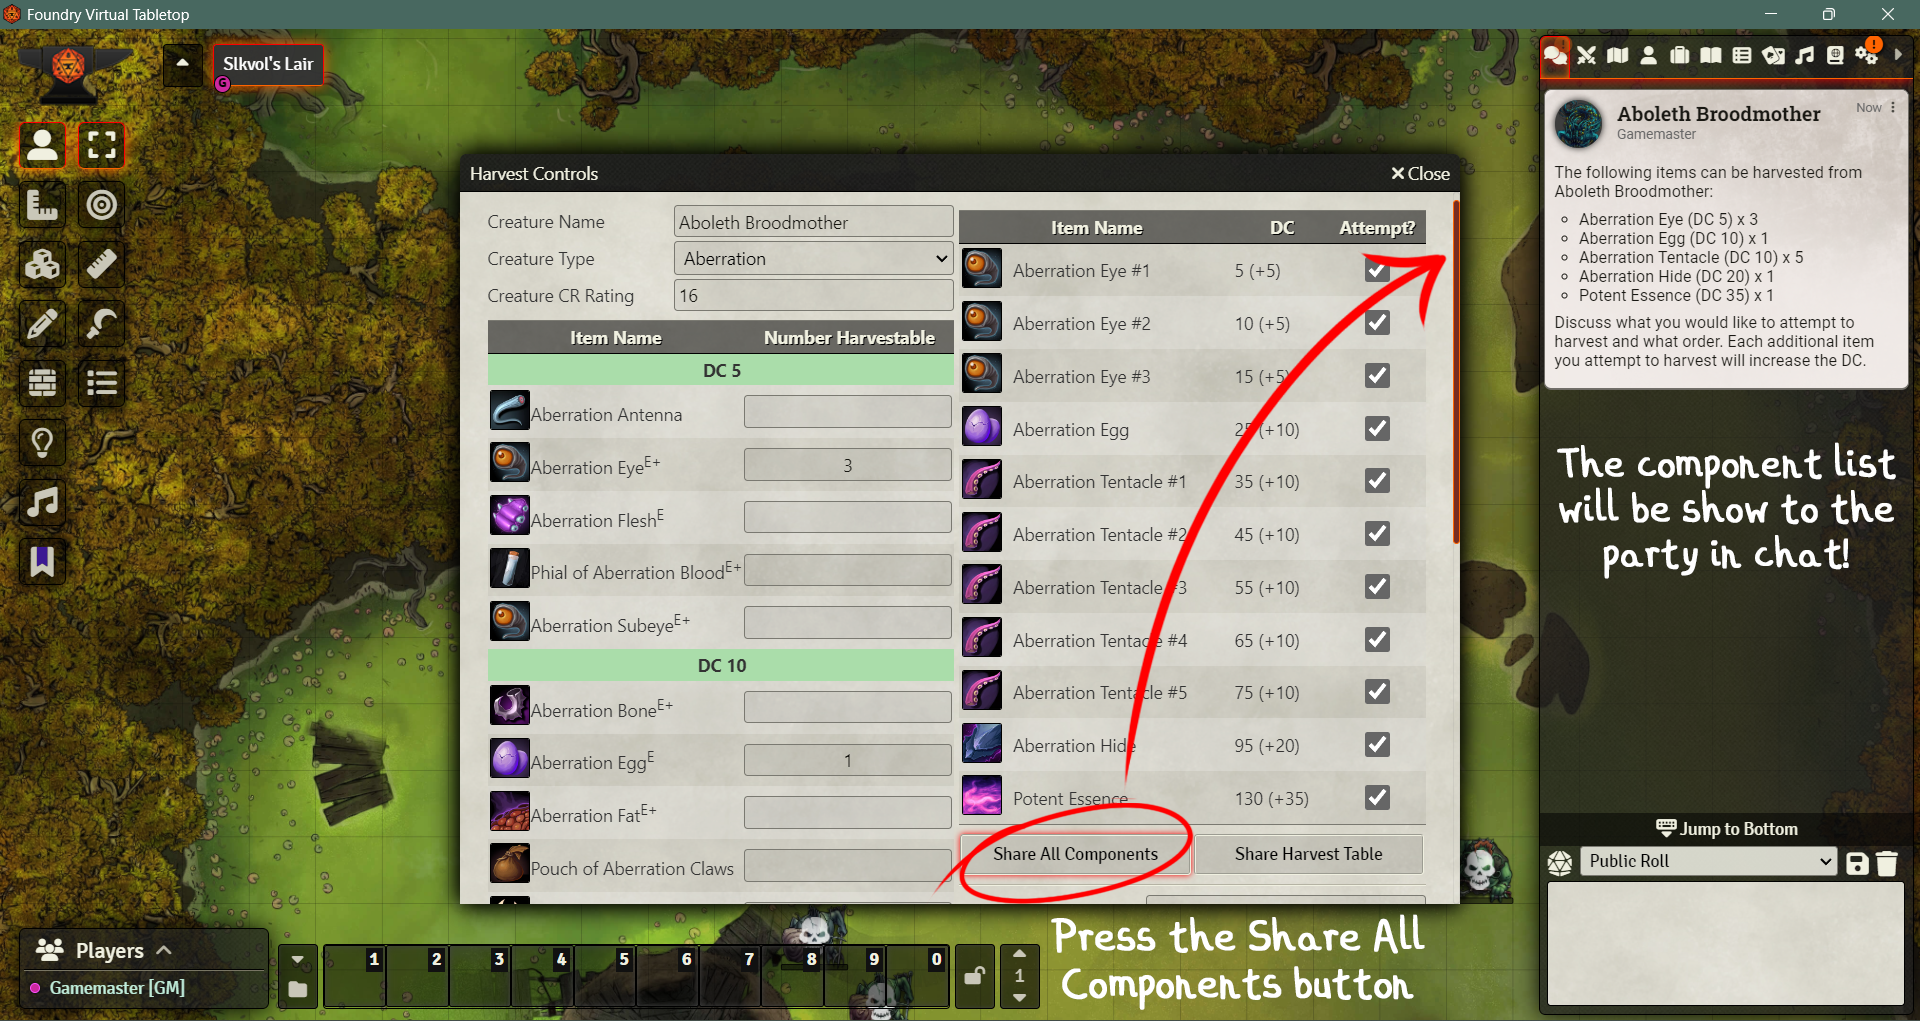 Foundry Virtual Tabletop
Slkvol's Lair
G
Harvest Controls
Close
Creature Name
Aboleth Broodmother
Creature Type
Aberration
Creature CR Rating
16
Item Name Number Harvestable
DC 5
Aberration Antenna
Aberration EyeE+ 3
Aberration FleshE
Phial of Aberration BloodE+
Aberration SubeyeE+
DC 10
Aberration BoneE+
Aberration EggE 1
Aberration FatE+
Pouch of Aberration Claws
Item Name DC Attempt?
Aberration Eye #1 5 (+5)
Aberration Eye #2 10 (+5)
Aberration Eye #3 15 (+5)
Aberration Egg 25 (+10)
Aberration Tentacle #1 35 (+10)
Aberration Tentacle #2 45 (+10)
Aberration Tentacle #3 55 (+10)
Aberration Tentacle #4 65 (+10)
Aberration Tentacle #5 75 (+10)
Aberration Hide 95 (+20)
Potent Essence 130 (+35)
Share All Components
Share Harvest Table
Press the Share All
Components button
Aboleth Broodmother
Now
Gamemaster
The following items can be harvested from
Aboleth Broodmother:
Aberration Eye (DC 5) x 3
Aberration Egg (DC 10) x 1
Aberration Tentacle (DC 10) x 5
Aberration Hide (DC 20) x 1
Potent Essence (DC 35) x 1
Discuss what you would like to attempt to
harvest and what order. Each additional item
you attempt to harvest will increase the DC.
The component list
will be show to the
party in chat!
Jump to Bottom
Public Roll
Players
Gamemaster [GM]
1 2 3 4 5 6 7 8 9 0
1